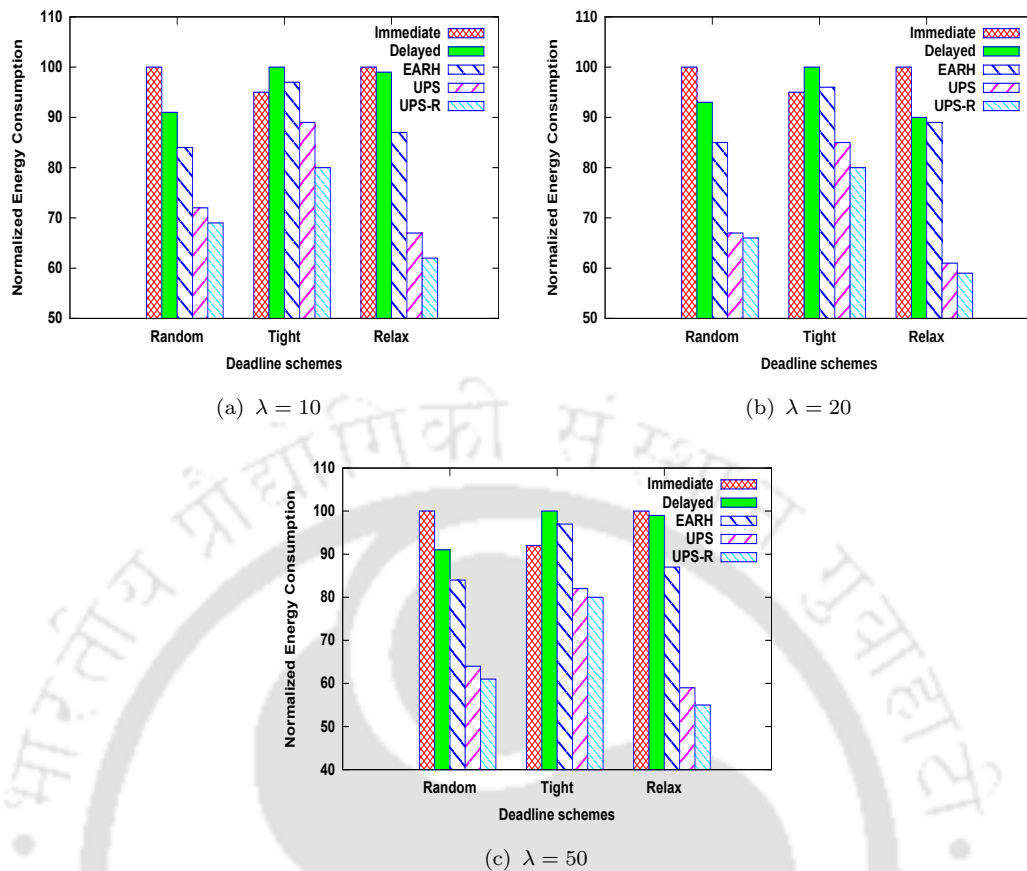 110
100
90
80
70
60
50
Normalized Energy Consumption
Immediate
Delayed
EARH
UPS
UPS-R
Random Tight Relax
Deadline schemes
(a) λ = 10
110
100
90
80
70
60
50
Normalized Energy Consumption
Immediate
Delayed
EARH
UPS
UPS-R
Random Tight Relax
Deadline schemes
(b) λ = 20
110
100
90
80
70
60
50
40
Normalized Energy Consumption
Immediate
Delayed
EARH
UPS
UPS-R
Random Tight Relax
Deadline schemes
(c) λ = 50
भारतीय प्रौद्योगिकी संस्थान गुवाहाटी